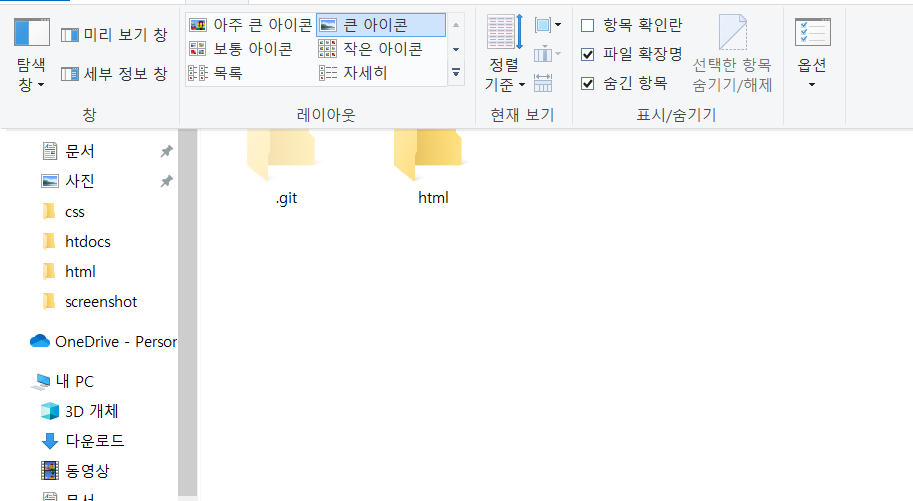 미리 보기 창
세부 정보 창
탐색
창
창
아주 큰 아이콘
큰 아이콘
보통 아이콘
작은 아이콘
목록
자세히
레이아웃
정렬
기준
현재 보기
항목 확인란
파일 확장명
숨긴 항목
선택한 항목
숨기기/해제
표시/숨기기
옵션
문서
사진
css
htdocs
html
screenshot
OneDrive - Person
내 PC
3D 개체
다운로드
동영상
문서
.git
html